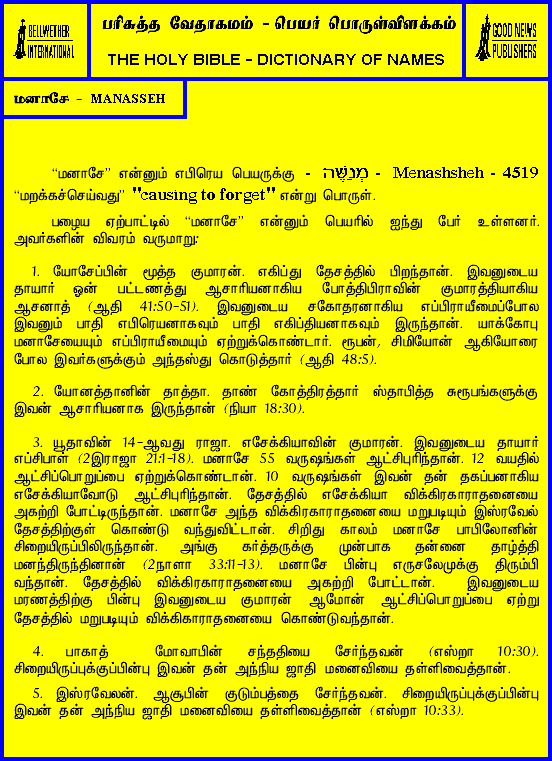 BELLWETHER
INTERNATIONAL
பரிசுத்த வேதாகமம் - பெயர் பொருள்விளக்கம்
THE HOLY BIBLE - DICTIONARY OF NAMES
GOOD NEWS
PUBLISHERS
மனாசே - MANASSEH
“மனாசே” என்னும் எபிரெய பெயருக்கு - מְנַשֶּׁה - Menashsheh - 4519
“மறக்கச்செய்வது” "causing to forget" என்று பொருள்.
பழைய ஏற்பாட்டில் “மனாசே” என்னும் பெயரில் ஐந்து பேர் உள்ளனர்.
அவர்களின் விவரம் வருமாறு:
1. யோசேப்பின் மூத்த குமாரன். எகிப்து தேசத்தில் பிறந்தான். இவனுடைய
தாயார் ஒன் பட்டணத்து ஆசாரியனாகிய போத்திபிராவின் குமாரத்தியாகிய
ஆசனாத் (ஆதி 41:50-51). இவனுடைய சகோதரனாகிய எப்பிராயீமைப்போல
இவனும் பாதி எபிரெயனாகவும் பாதி எகிப்தியனாகவும் இருந்தான். யாக்கோபு
மனாசேயையும் எப்பிராயீமையும் ஏற்றுக்கொண்டார். ரூபன், சிமியோன் ஆகியோரை
போல இவர்களுக்கும் அந்தஸ்து கொடுத்தார் (ஆதி 48:5).
2. யோனத்தானின் தாத்தா. தாண் கோத்திரத்தார் ஸ்தாபித்த சுரூபங்களுக்கு
இவன் ஆசாரியனாக இருந்தான் (நியா 18:30).
3. யூதாவின் 14-ஆவது ராஜா. எசேக்கியாவின் குமாரன். இவனுடைய தாயார்
எப்சிபாள் (2இராஜா 21:1-18). மனாசே 55 வருஷங்கள் ஆட்சிபுரிந்தான். 12 வயதில்
ஆட்சிப்பொறுப்பை ஏற்றுக்கொண்டான். 10 வருஷங்கள் இவன் தன் தகப்பனாகிய
எசேக்கியாவோடு ஆட்சிபுரிந்தான். தேசத்தில் எசேக்கியா விக்கிரகாராதனையை
அகற்றி போட்டிருந்தான். மனாசே அந்த விக்கிரகாராதனையை மறுபடியும் இஸ்ரவேல்
தேசத்திற்குள் கொண்டு வந்துவிட்டான். சிறிது காலம் மனாசே பாபிலோனின்
சிறையிருப்பிலிருந்தான். அங்கு கர்த்தருக்கு முன்பாக தன்னை தாழ்த்தி
மனந்திருந்தினான் (2நாளா 33:11-13). மனாசே பின்பு எருசலேமுக்கு திரும்பி
வந்தான். தேசத்தில் விக்கிரகாராதனையை அகற்றி போட்டான். இவனுடைய
மரணத்திற்கு பின்பு இவனுடைய குமாரன் ஆமோன் ஆட்சிப்பொறுப்பை ஏற்று
தேசத்தில் மறுபடியும் விக்கிகாராதனையை கொண்டுவந்தான்.
4. பாகாத் மோவாபின் சந்ததியை சேர்ந்தவன் (எஸ்றா 10:30).
சிறையிருப்புக்குப்பின்பு இவன் தன் அந்நிய ஜாதி மனைவியை தள்ளிவைத்தான்.
5. இஸ்ரவேலன். ஆசூபின் குடும்பத்தை சேர்ந்தவன். சிறையிருப்புக்குப்பின்பு
இவன் தன் அந்நிய ஜாதி மனைவியை தள்ளிவைத்தான் (எஸ்றா 10:33).